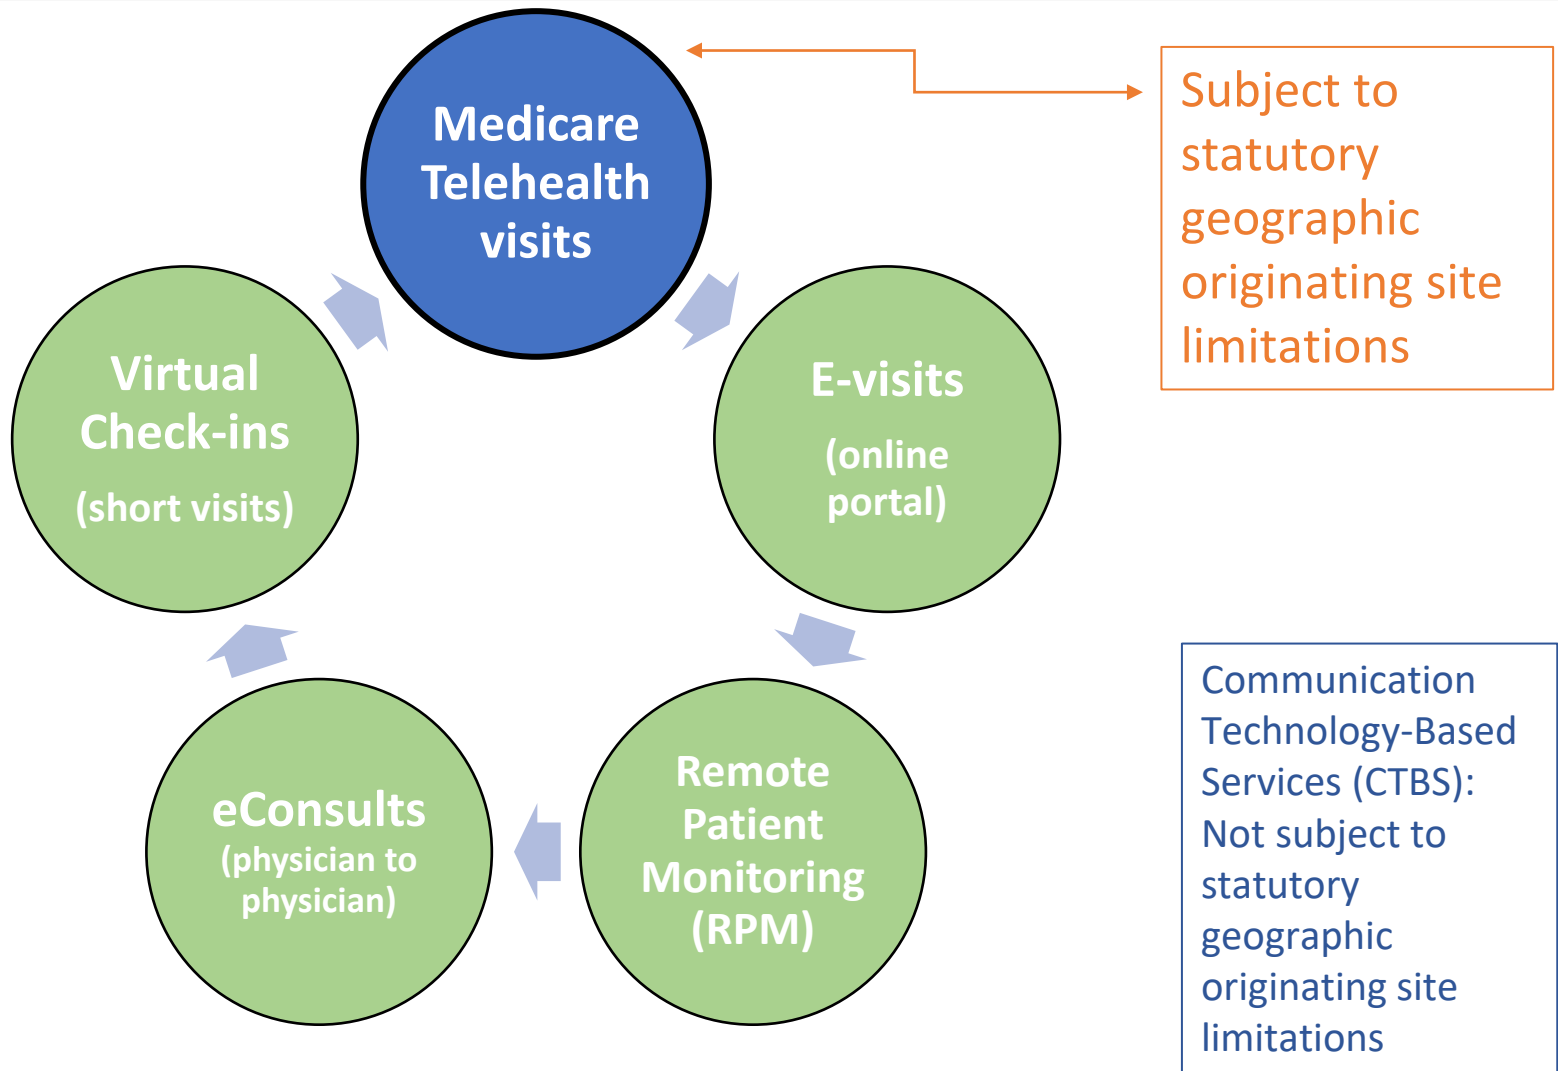 Medicare
Telehealth
visits
Subject to
statutory
geographic
originating site
limitations
Virtual
Check-ins
(short visits)
E-visits
(online
portal)
eConsults
(physician to
physician)
Remote
Patient
Monitoring
(RPM)
Communication
Technology-Based
Services (CTBS):
Not subject to
statutory
geographic
originating site
limitations